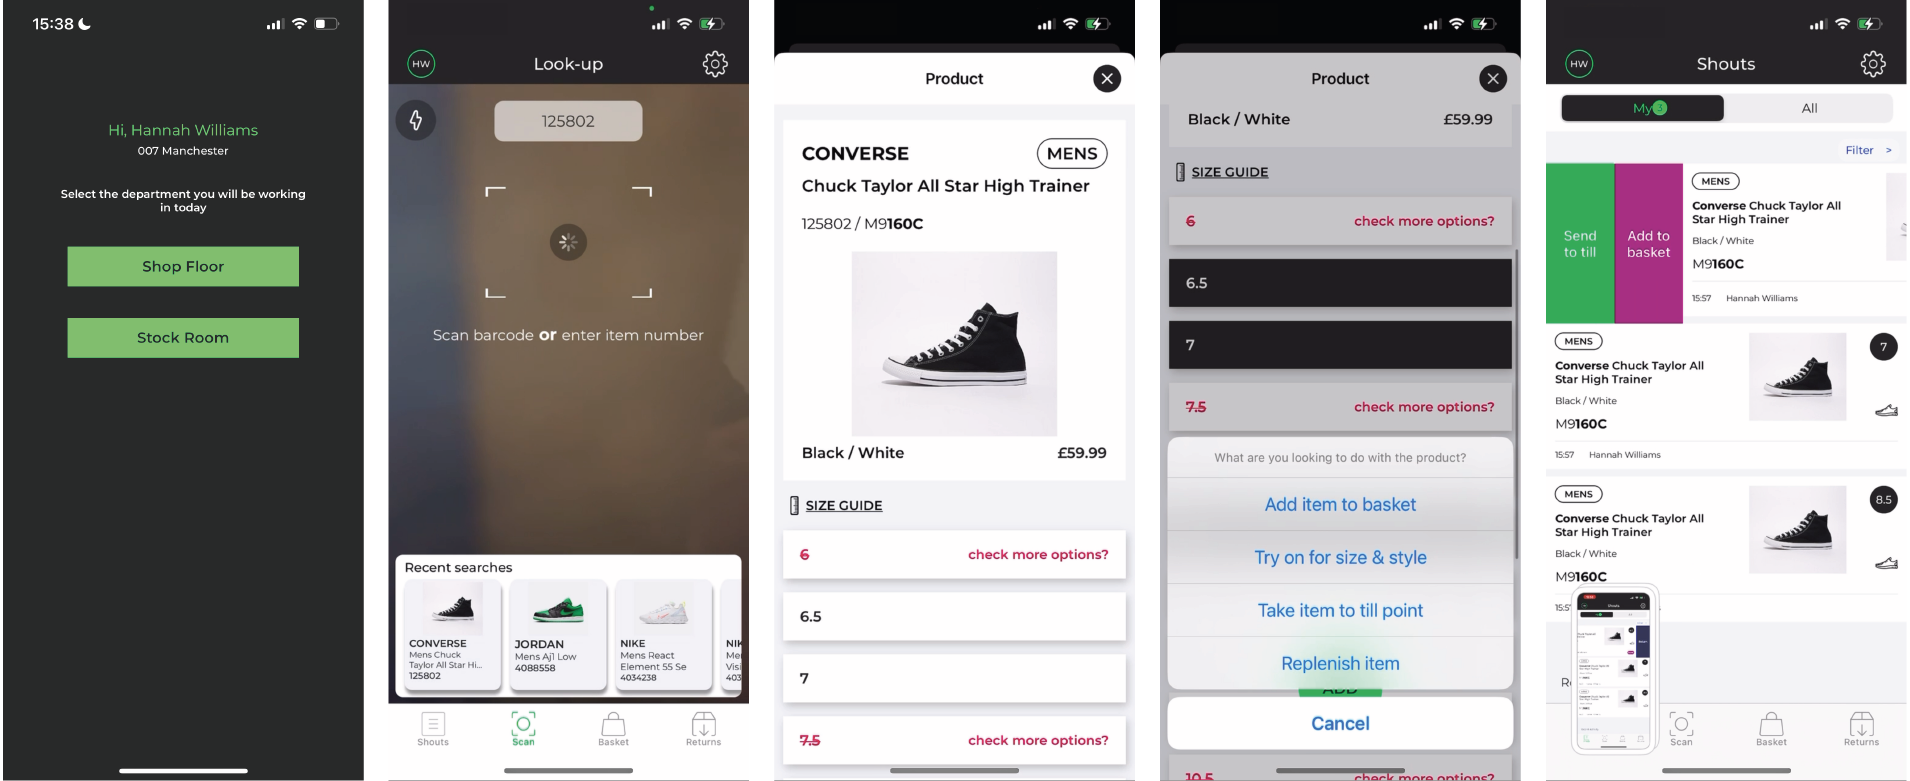 15:38
Hi, Hannah Williams
007 Manchester
Select the department you will be working
in today
Shop Floor
Stock Room
HW
Look-up
125802
Scan barcode or enter item number
Recent searches
CONVERSE
Mens Chuck
Taylor All Star Hi...
125802
JORDAN
Mens Aj1 Low
4088558
NIKE
Mens React
Element 55 Se
4034238
NIK
Mer
Visi
403
Shouts
Scan
Basket
Returns
Product
CONVERSE
MENS
Chuck Taylor All Star High Trainer
125802 / M9160C
Black / White
£59.99
SIZE GUIDE
6
check more options?
6.5
7
7.5
check more options?
Product
Black / White
£59.99
SIZE GUIDE
6
check more options?
6.5
7
7.5
check more options?
What are you looking to do with the product?
Add item to basket
Try on for size & style
Take item to till point
Replenish item
ADD
Cancel
10.5
check more options?
HW
Shouts
My 3
All
Filter >
Send
to till
Add to
basket
MENS
Converse Chuck Taylor All
Star High Trainer
Black / White
M9160C
15:57 Hannah Williams
MENS
7
Converse Chuck Taylor All
Star High Trainer
Black / White
M9160C
15:57 Hannah Williams
MENS
8.5
Converse Chuck Taylor All
Star High Trainer
Black / White
M9160C
15:5
Scan
Basket
Returns